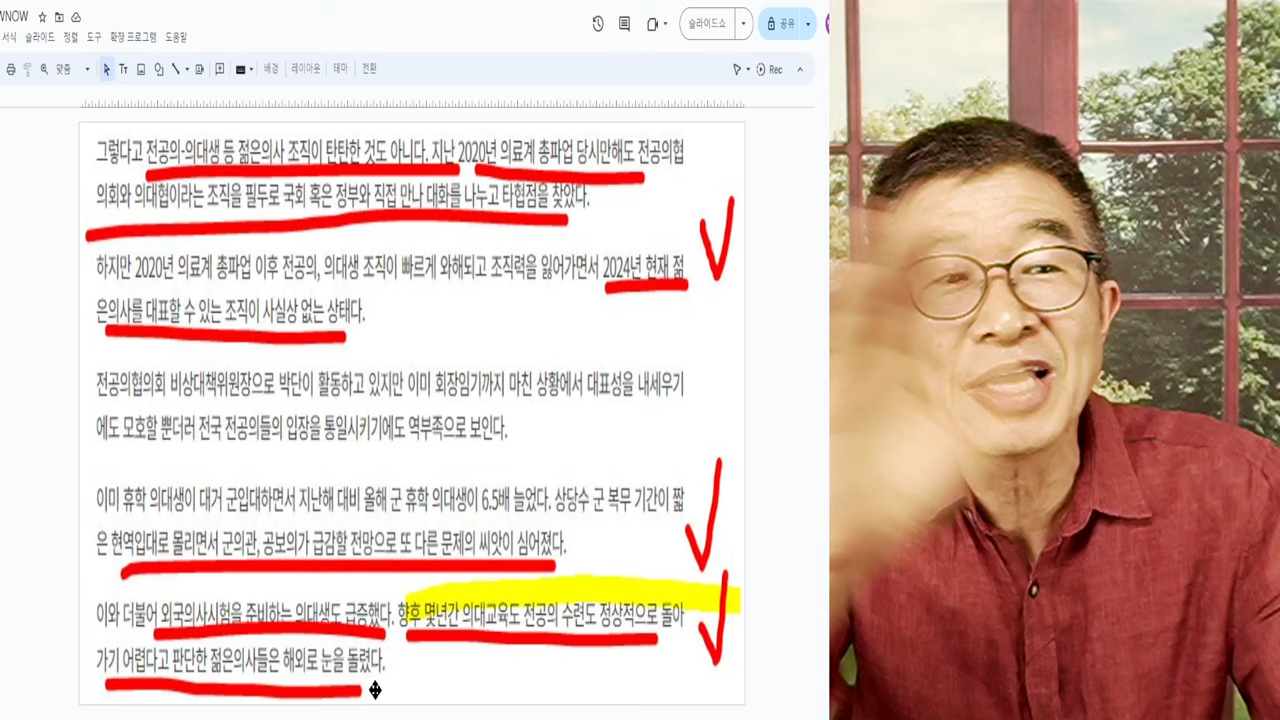 WNOW
서식 슬라이드 정렬 도구 확장 프로그램 도움말
슬라이드쇼
공유
맞춤
배경 레이아웃 테마 전환
Rec
그렇다고 전공의-의대생 등 젊은의사 조직이 탄탄한 것도 아니다. 지난 2020년 의료계 총파업 당시만해도 전공의협
의회와 의대협이라는 조직을 필두로 국회 혹은 정부와 직접 만나 대화를 나누고 타협점을 찾았다.
하지만 2020년 의료계 총파업 이후 전공의, 의대생 조직이 빠르게 와해되고 조직력을 잃어가면서 2024년 현재 젊
은의사를 대표할 수 있는 조직이 사실상 없는 상태다.
전공의협의회 비상대책위원장으로 박단이 활동하고 있지만 이미 회장임기까지 마친 상황에서 대표성을 내세우기
에도 모호할 뿐더러 전국 전공의들의 입장을 통일시키기에도 역부족으로 보인다.
이미 휴학 의대생이 대거 군입대하면서 지난해 대비 올해 군 휴학 의대생이 6.5배 늘었다. 상당수 군 복무 기간이 짧
은 현역입대로 몰리면서 군의관, 공보의가 급감할 전망으로 또 다른 문제의 씨앗이 심어졌다.
이와 더불어 외국의사시험을 준비하는 의대생도 급증했다. 향후 몇년간 의대교육도 전공의 수련도 정상적으로 돌아
가기 어렵다고 판단한 젊은의사들은 해외로 눈을 돌렸다.